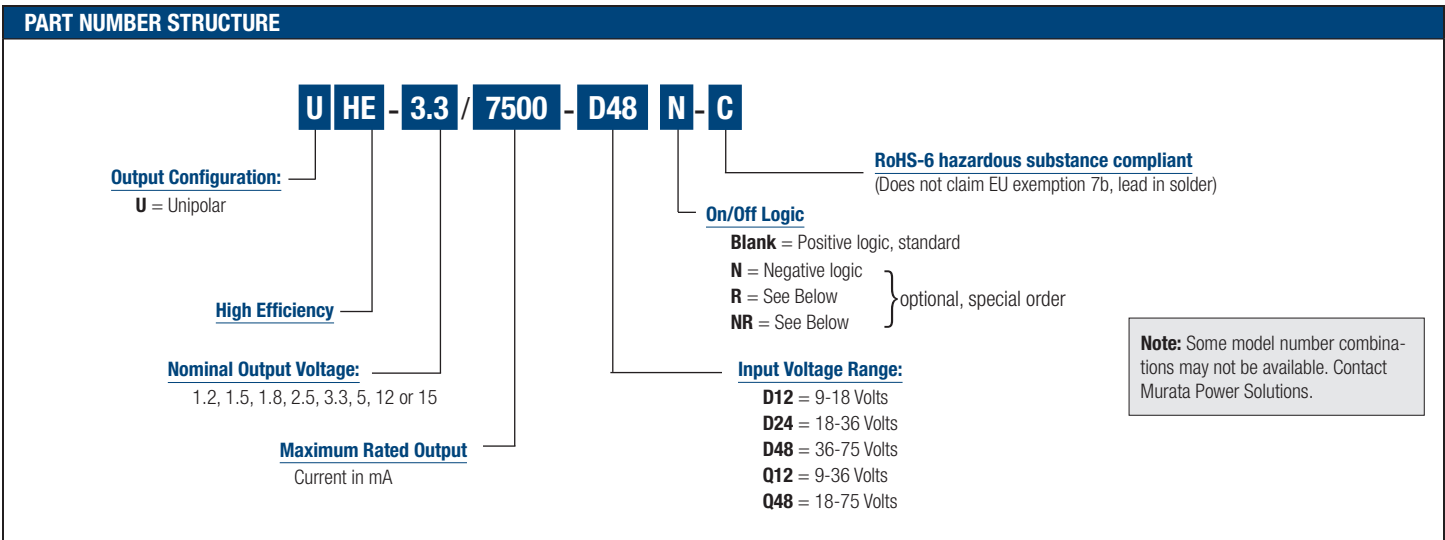 PART NUMBER STRUCTURE
U HE - 3.3 / 7500 - D48 N - C
RoHS-6 hazardous substance compliant
(Does not claim EU exemption 7b, lead in solder)
Output Configuration:
U = Unipolar
On/Off Logic
Blank = Positive logic, standard
N = Negative logic
R = See Below
NR = See Below
optional, special order
High Efficiency
Note: Some model number combina-
tions may not be available. Contact
Murata Power Solutions.
Nominal Output Voltage:
1.2, 1.5, 1.8, 2.5, 3.3, 5, 12 or 15
Input Voltage Range:
D12 = 9-18 Volts
D24 = 18-36 Volts
D48 = 36-75 Volts
Q12 = 9-36 Volts
Q48 = 18-75 Volts
Maximum Rated Output
Current in mA